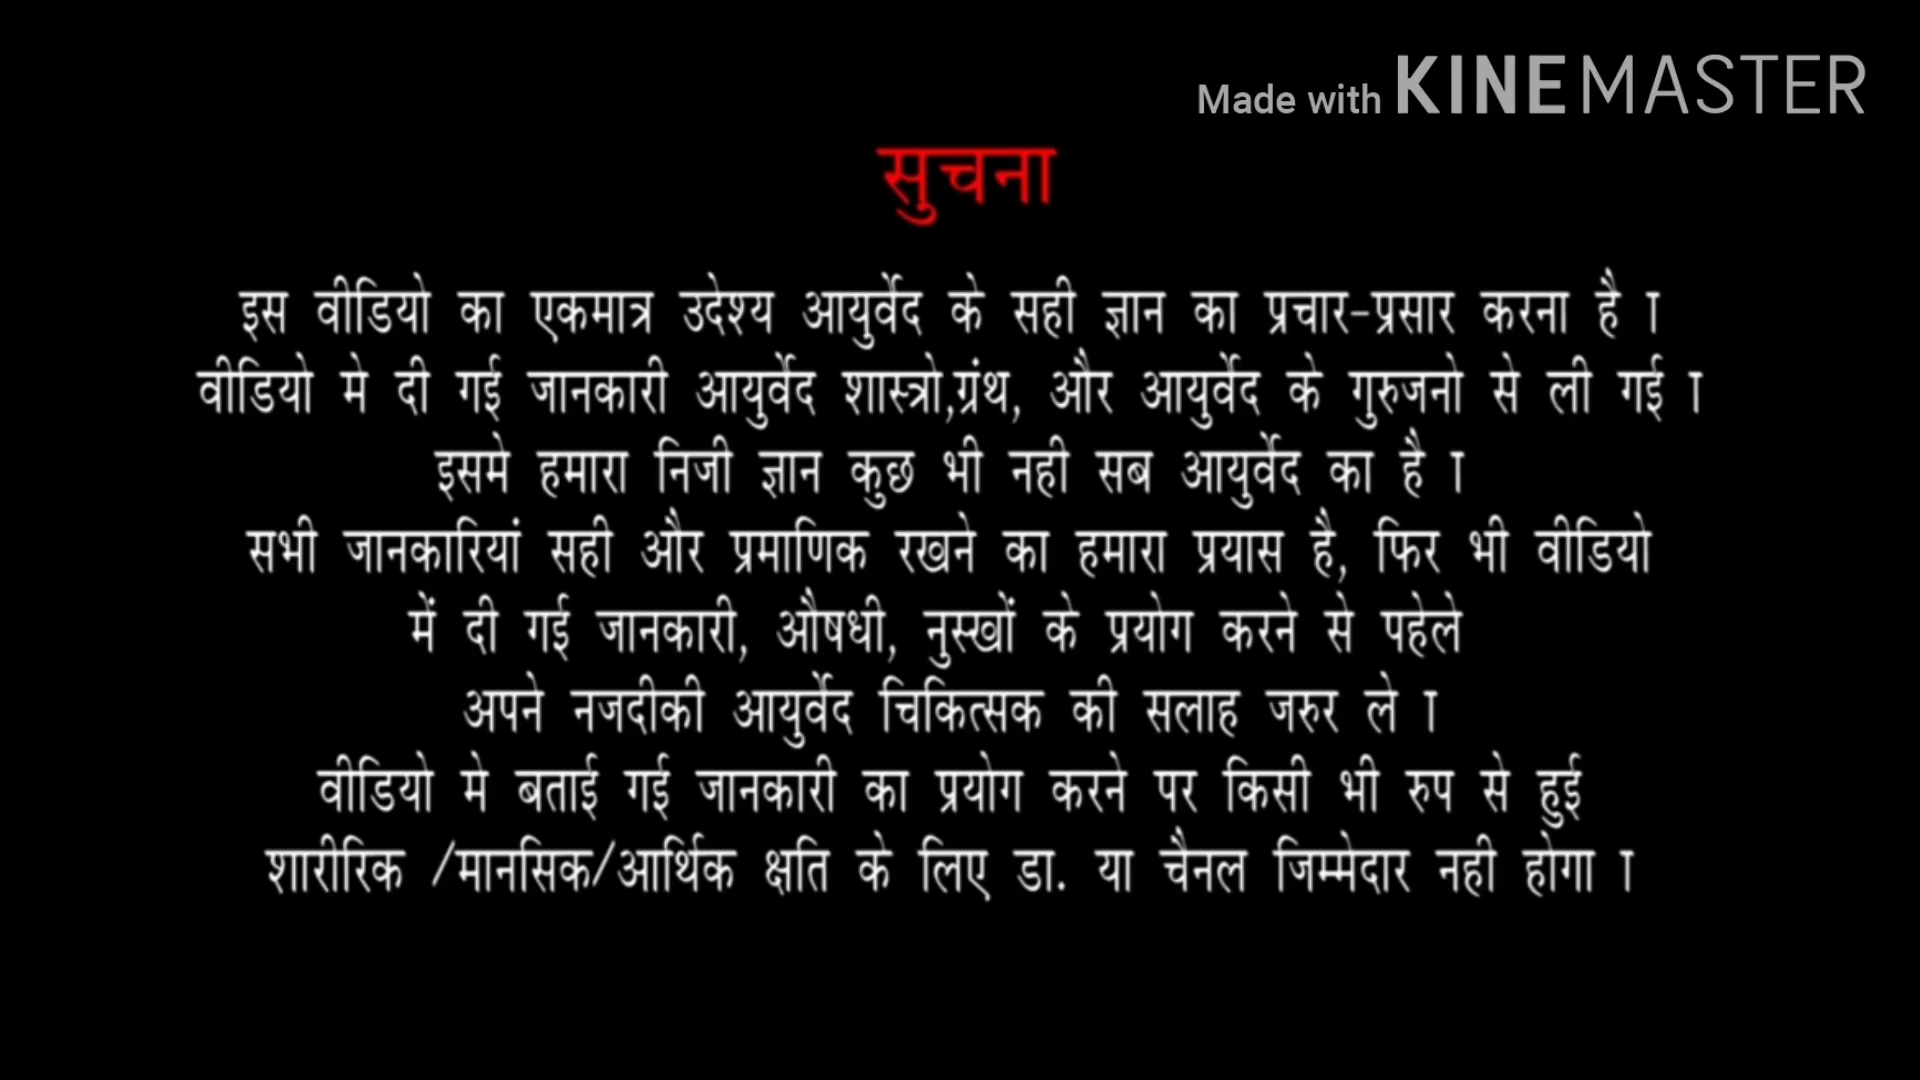 Made with KINEMASTER
सुचना
इस वीडियो का एकमात्र उदेश्य आयुर्वेद के सही ज्ञान का प्रचार-प्रसार करना है ।
वीडियो मे दी गई जानकारी आयुर्वेद शास्त्रो,ग्रंथ, और आयुर्वेद के गुरुजनो से ली गई ।
इसमे हमारा निजी ज्ञान कुछ भी नही सब आयुर्वेद का है ।
सभी जानकारियां सही और प्रमाणिक रखने का हमारा प्रयास है, फिर भी वीडियो
में दी गई जानकारी, औषधी, नुस्खों के प्रयोग करने से पहेले
अपने नजदीकी आयुर्वेद चिकित्सक की सलाह जरुर ले ।
वीडियो मे बताई गई जानकारी का प्रयोग करने पर किसी भी रुप से हुई
शारीरिक /मानसिक/आर्थिक क्षति के लिए डा. या चैनल जिम्मेदार नही होगा ।